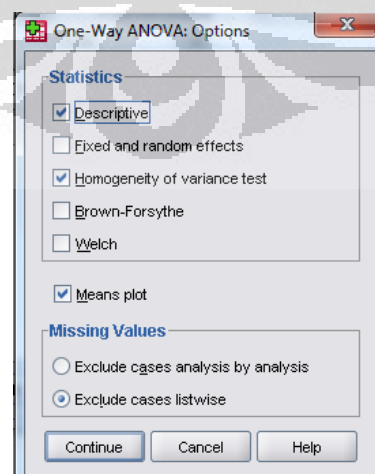 One-Way ANOVA: Options
Statistics
Descriptive
Fixed and random effects
Homogeneity of variance test
Brown-Forsythe
Welch
Means plot
Missing Values
Exclude cases analysis by analysis
Exclude cases listwise
Continue Cancel Help